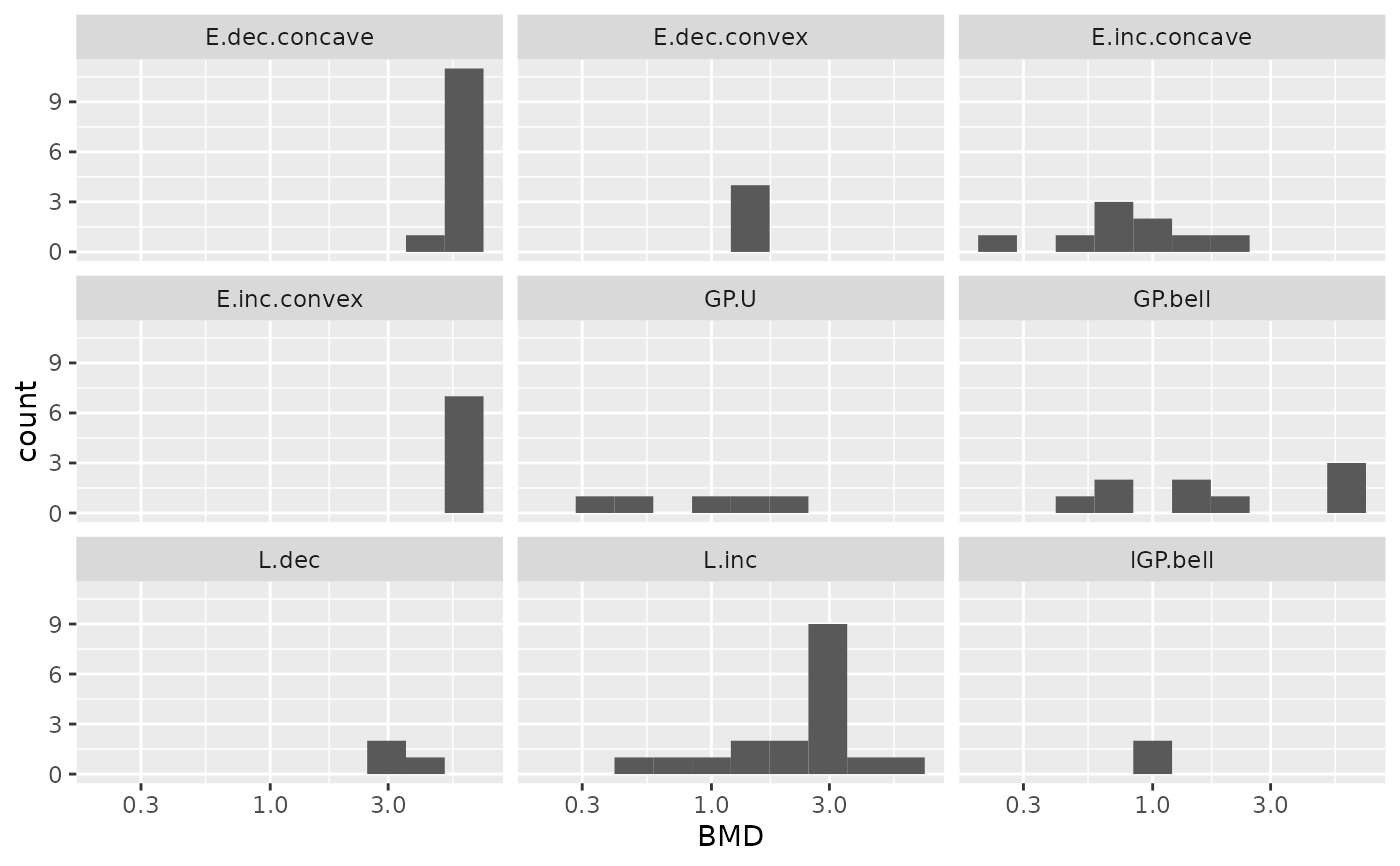 E.dec.concave E.dec.convex E.inc.concave
9
6
3
0
E.inc.convex GP.U GP.bell
9
6
3
0
count
L.dec L.inc lGP.bell
9
6
3
0
0.3 1.0 3.0 0.3 1.0 3.0 0.3 1.0 3.0
BMD